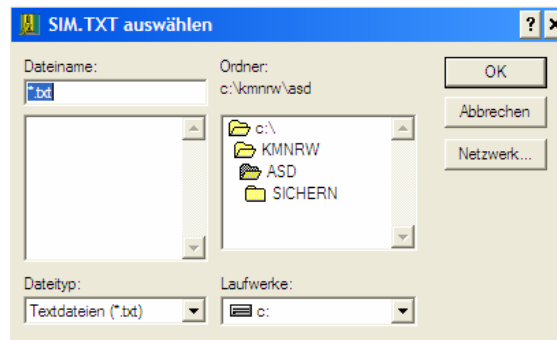 SIM.TXT auswählen
Dateiname:
*.txt
Ordner:
c:\kmnrw\asd
c:\
KMNRW
ASD
SICHERN
OK
Abbrechen
Netzwerk...
Dateityp:
Textdateien (*.txt)
Laufwerke:
c: